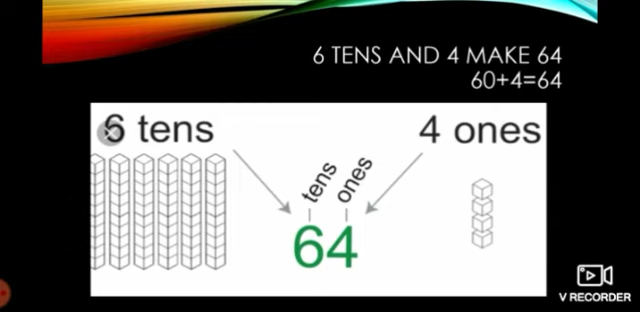 6 TENS AND 4 MAKE 64
60+4=64
6 tens
4 ones
tens
ones
64
V RECORDER